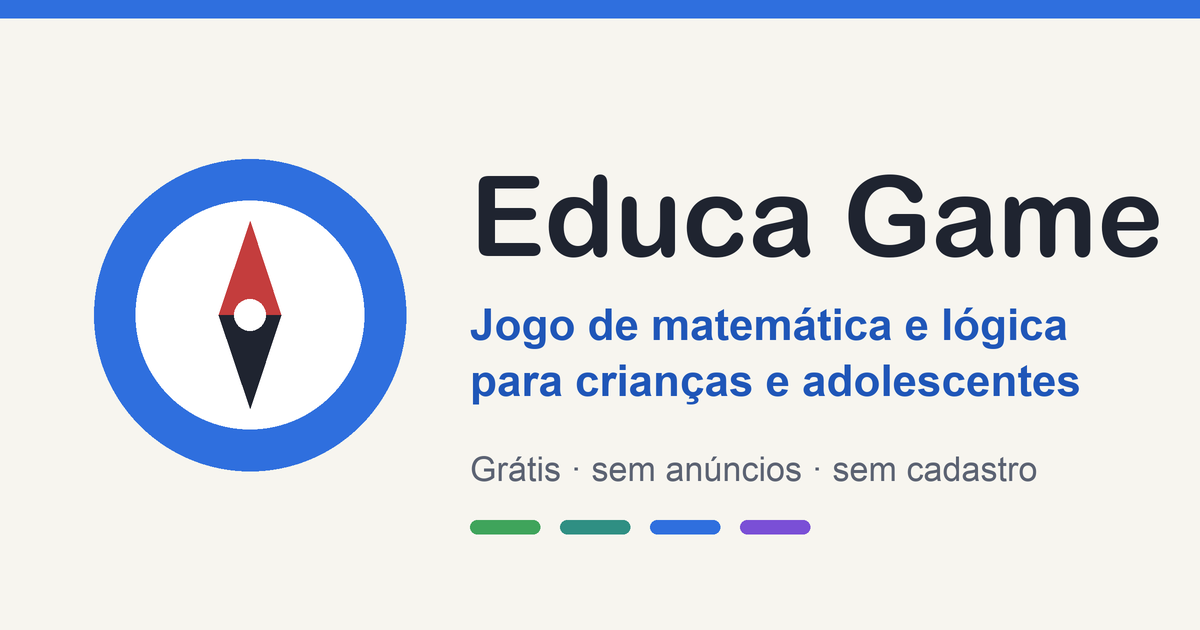 Educa Game
Jogo de matemática e lógica
para crianças e adolescentes
Grátis · sem anúncios · sem cadastro